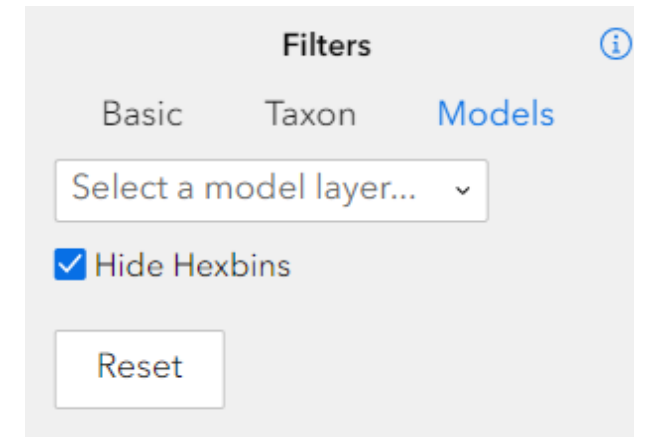 Filters
Basic Taxon Models
Select a model layer...
Hide Hexbins
Reset